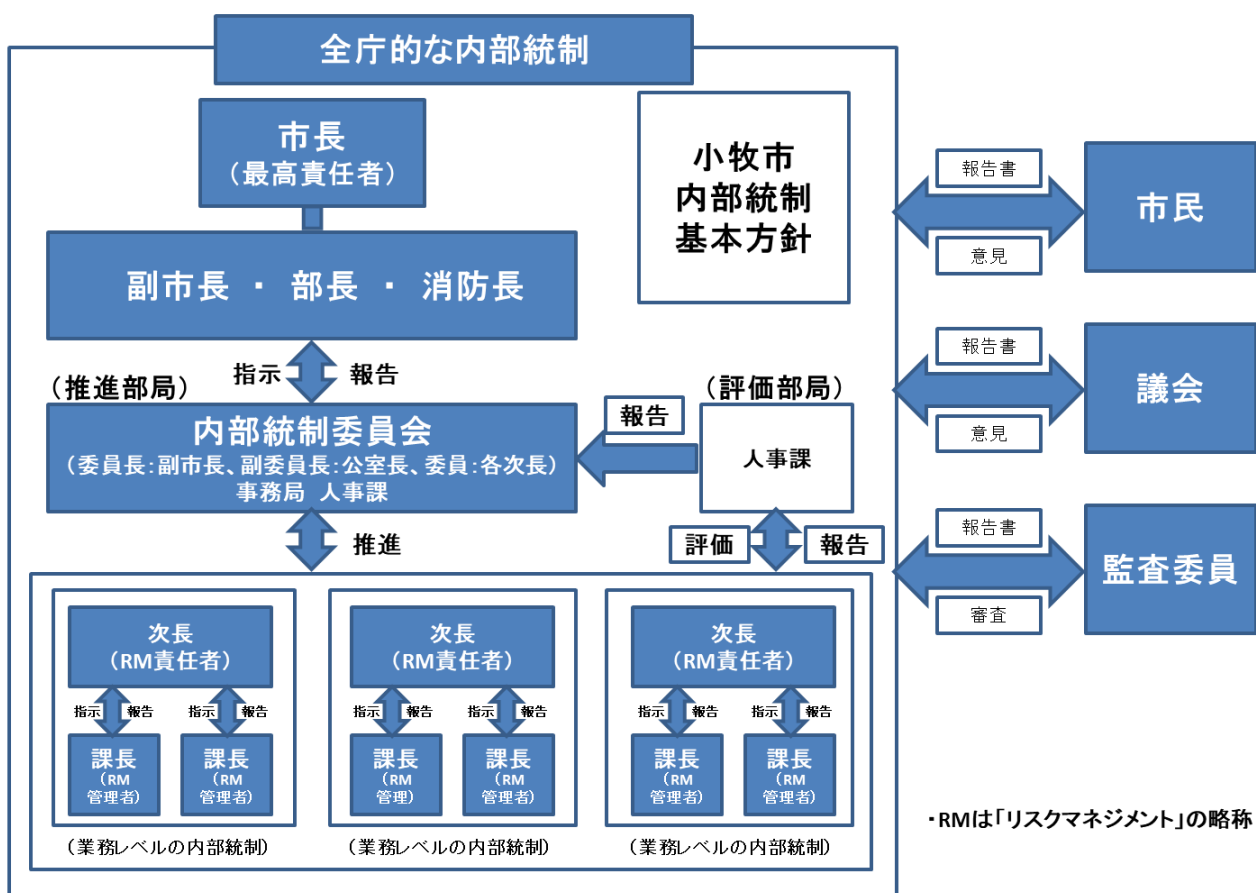 全庁的な内部統制
市長
(最高責任者)
小牧市
内部統制
基本方針
副市長 ・ 部長 ・ 消防長
指示 報告
(推進部局)
内部統制委員会
(委員長:副市長、副委員長:公室長、委員:各次長)
事務局 人事課
報告
(評価部局)
人事課
推進
評価 報告
次長
(RM責任者)
指示 報告 指示 報告
課長
(RM
管理者)
課長
(RM
管理者)
(業務レベルの内部統制)
次長
(RM責任者)
指示 報告 指示 報告
課長
(RM
管理)
課長
(RM
管理者)
(業務レベルの内部統制)
次長
(RM責任者)
指示 報告 指示 報告
課長
(RM
管理者)
課長
(RM
管理者)
(業務レベルの内部統制)
報告書
意見
市民
報告書
意見
議会
報告書
審査
監査委員
・RMは「リスクマネジメント」の略称